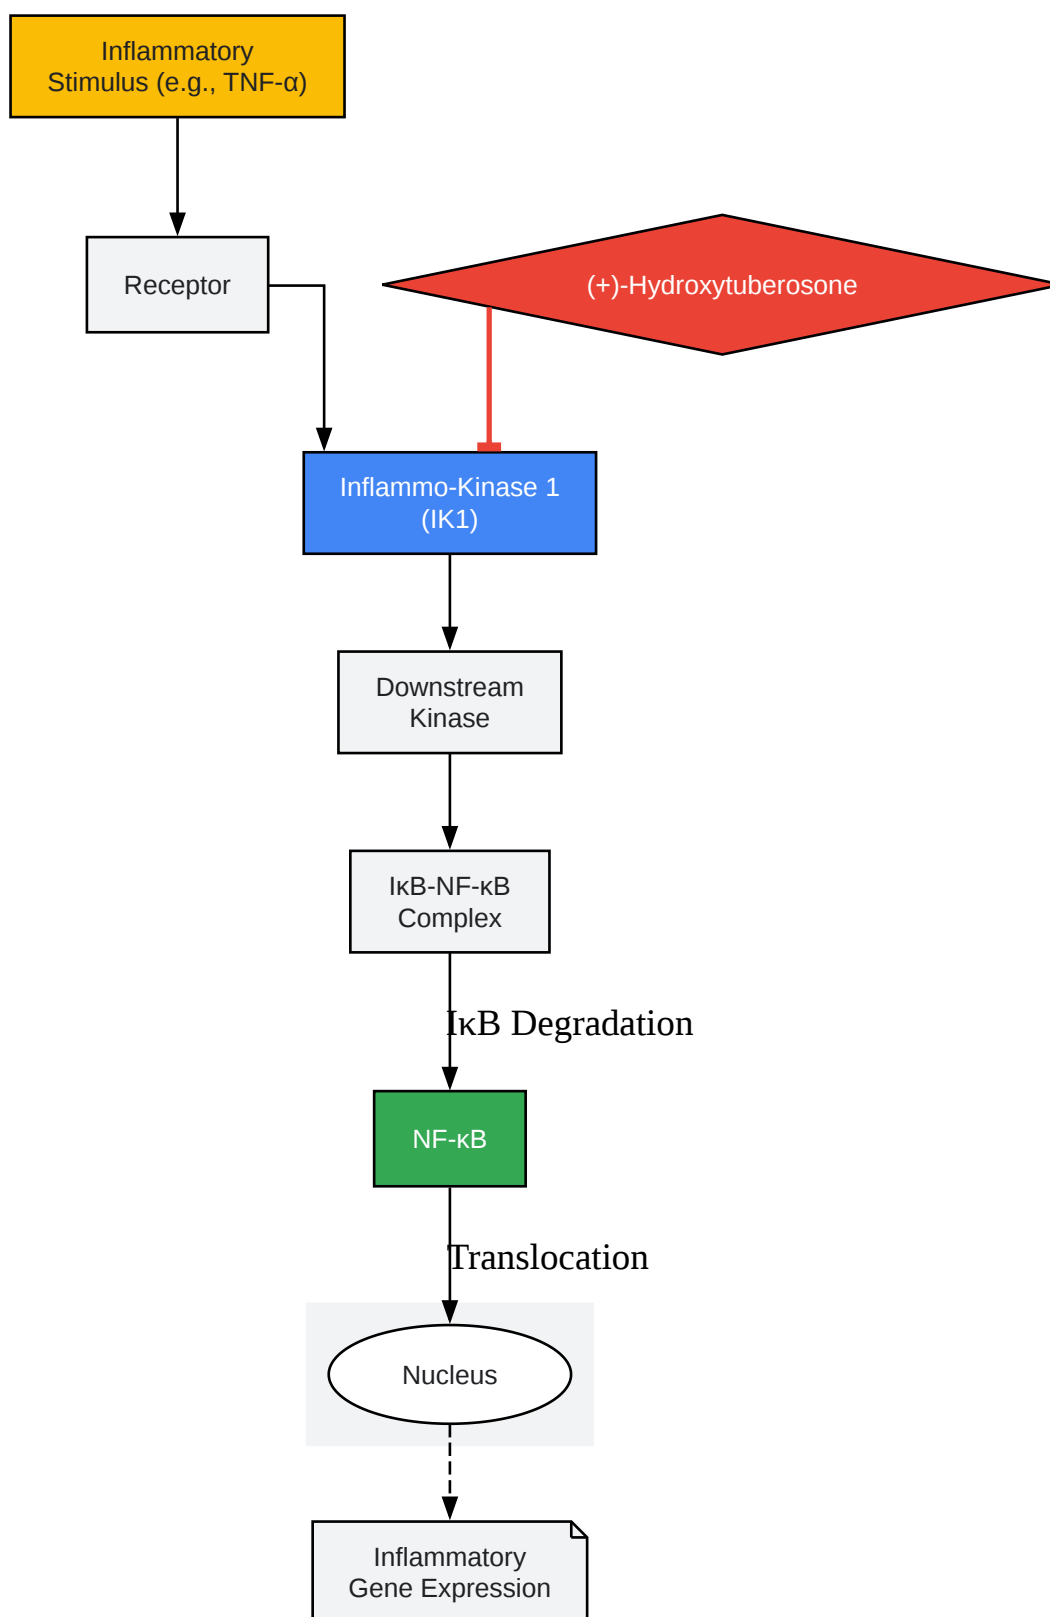 Inflammatory
Stimulus (e.g., TNF-α)
Receptor
(+)-Hydroxytuberosone
Inflammo-Kinase 1
(IK1)
Downstream
Kinase
IκB-NF-κB
Complex
IκB Degradation
NF-κB
Translocation
Nucleus
Inflammatory
Gene Expression